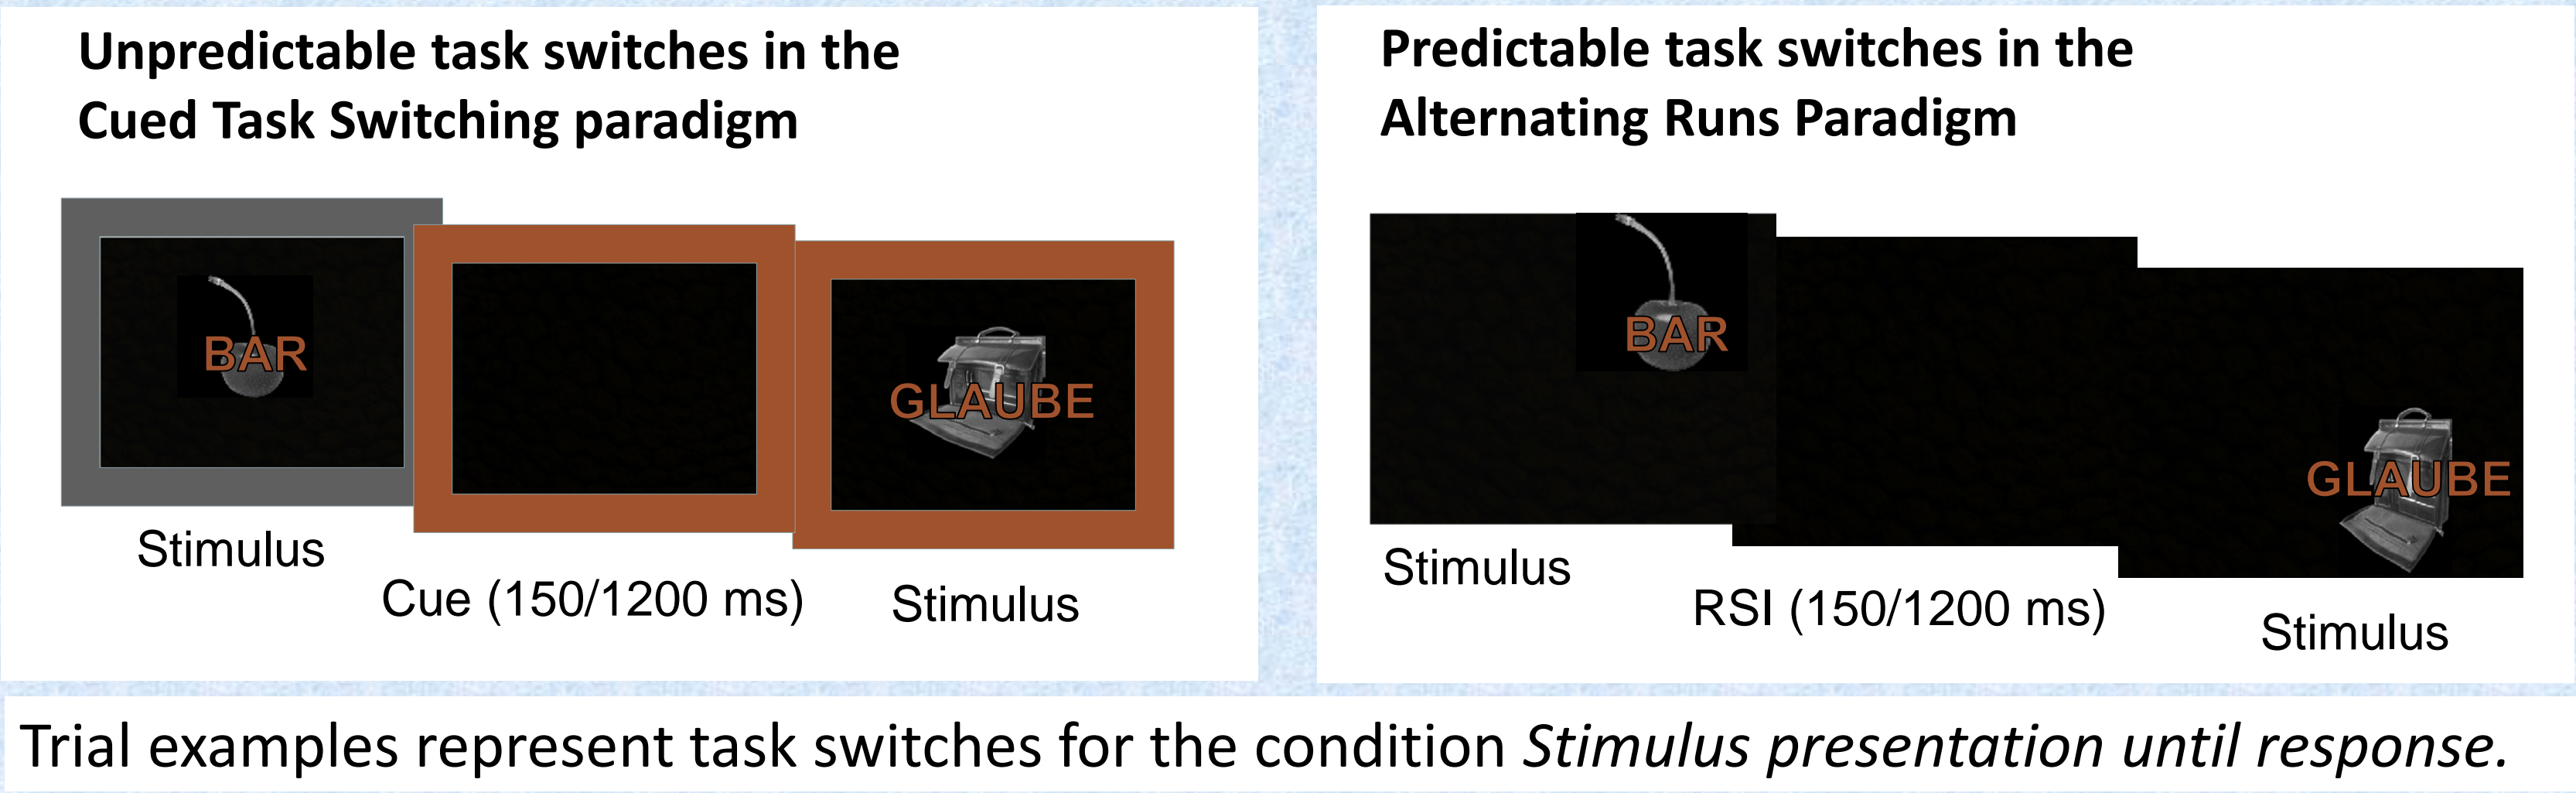 Unpredictable task switches in the
Cued Task Switching paradigm
BAR
GLAUBE
Stimulus
Cue (150/1200 ms)
Stimulus
Predictable task switches in the
Alternating Runs Paradigm
BAR
GLAUBE
Stimulus
RSI (150/1200 ms)
Stimulus
Trial examples represent task switches for the condition Stimulus presentation until response.